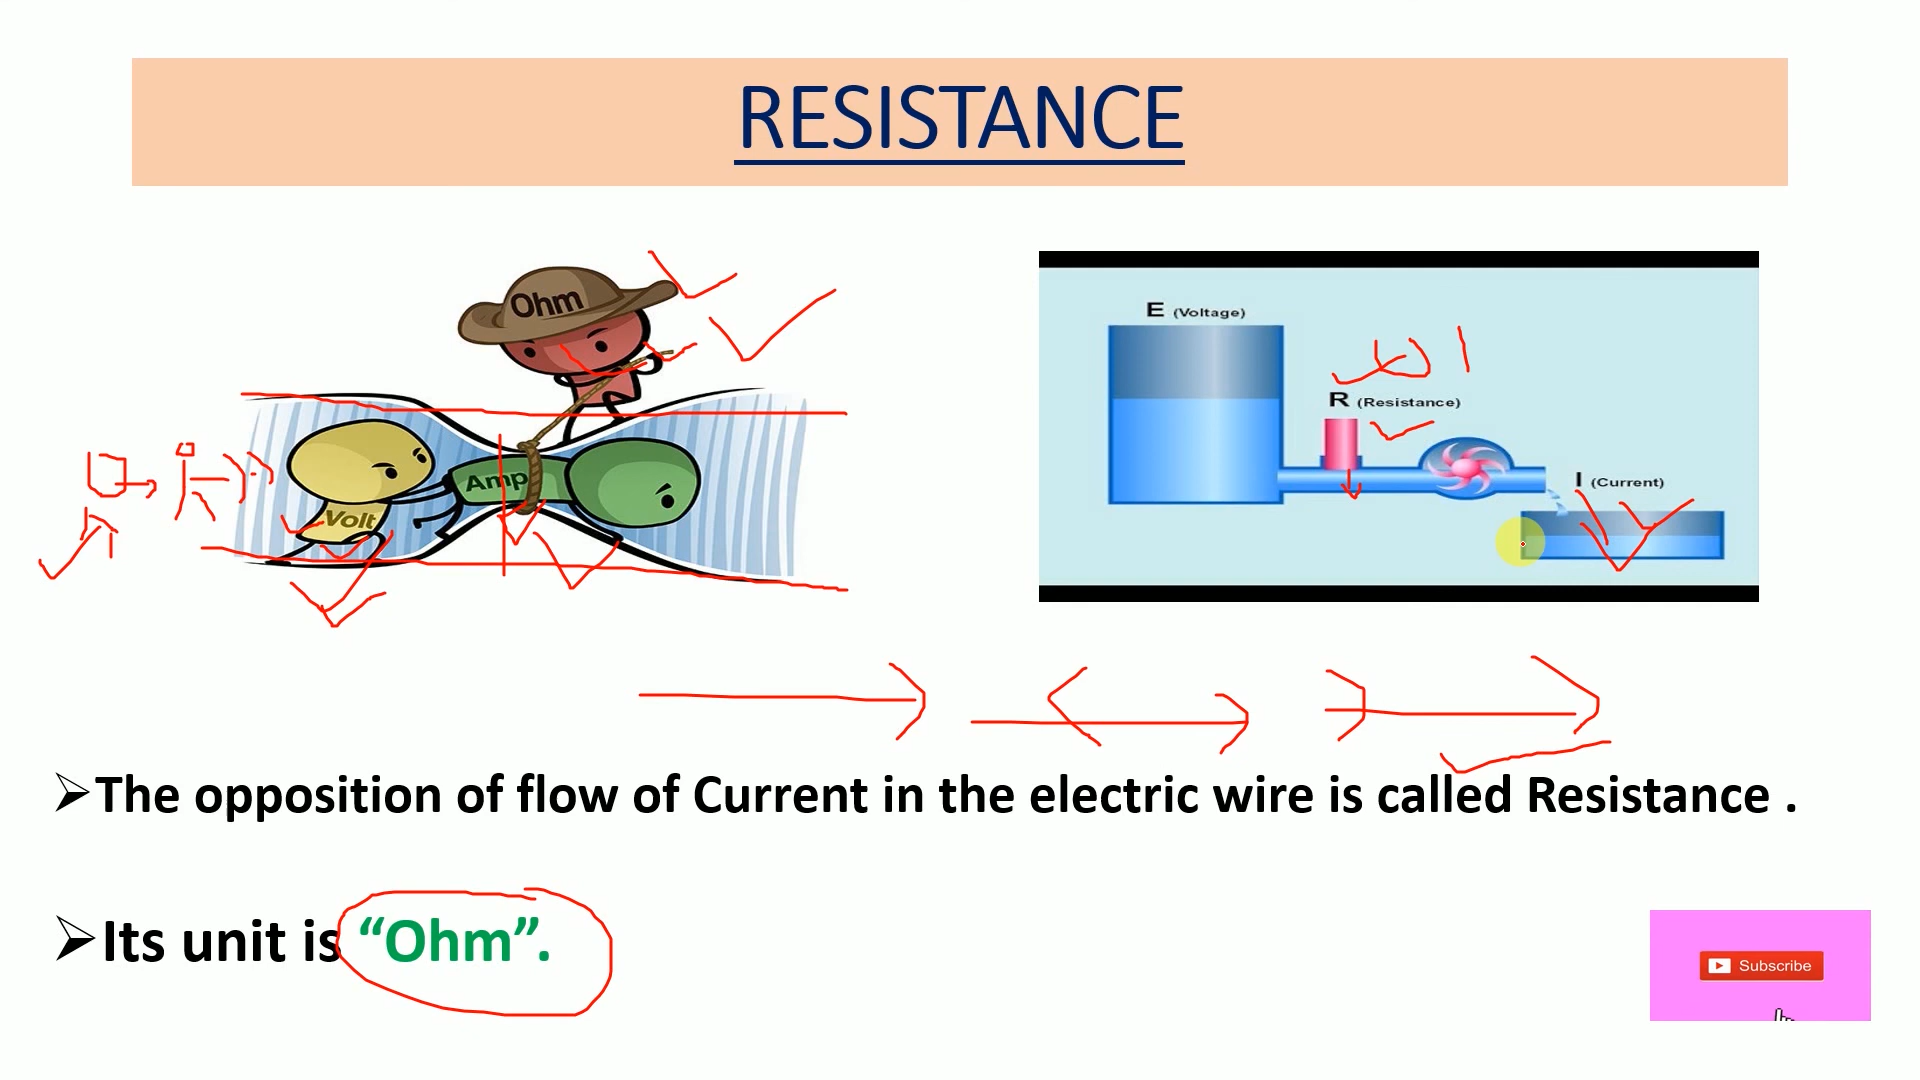 RESISTANCE
Ohm
E (Voltage)
R (Resistance)
Amp
I (Current)
Volt
➢The opposition of flow of Current in the electric wire is called Resistance .
➢Its unit is “Ohm”.
Subscribe